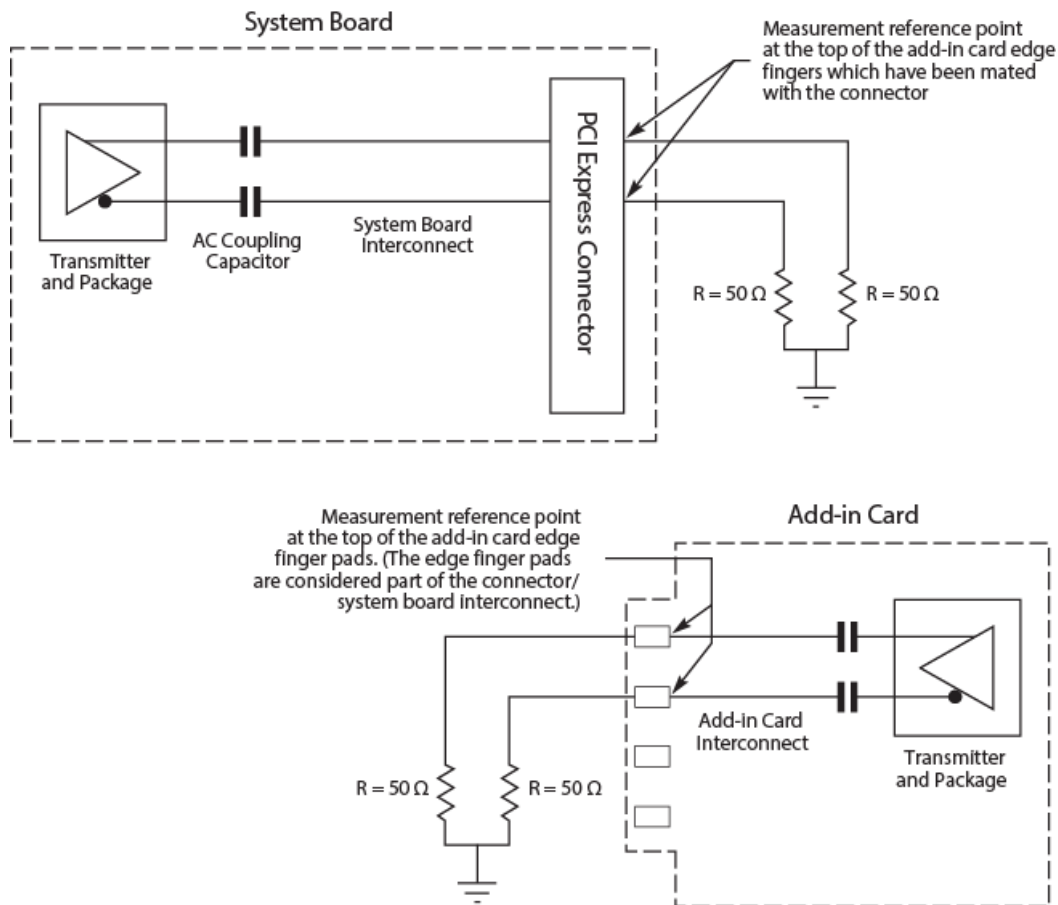 System Board
Measurement reference point
at the top of the add-in card edge
fingers which have been mated
with the connector
PCI Express Connector
Transmitter
and Package
AC Coupling
Capacitor
System Board
Interconnect
R = 50 Ω
R = 50 Ω
Measurement reference point
at the top of the add-in card edge
finger pads. (The edge finger pads
are considered part of the connector/
system board interconnect.)
Add-in Card
Add-in Card
Interconnect
Transmitter
and Package
R = 50 Ω
R = 50 Ω